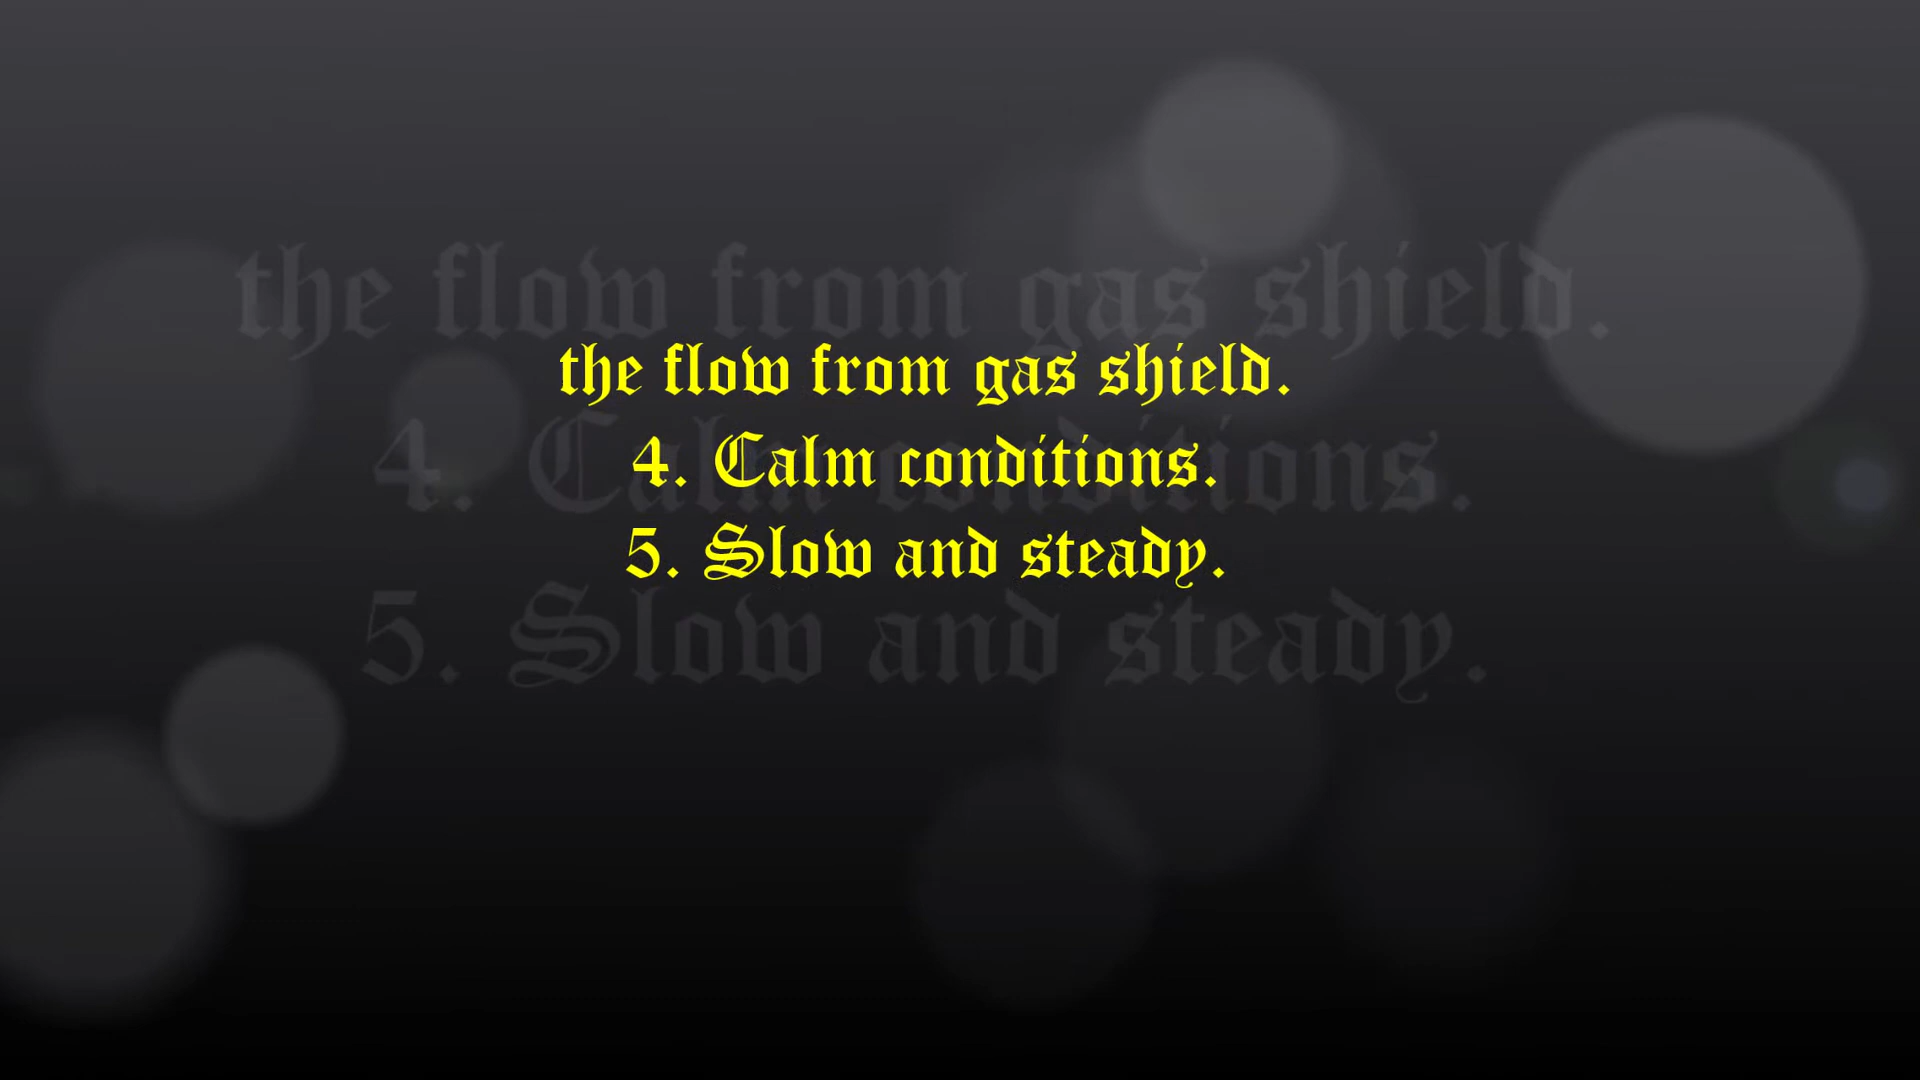 the flow from gas shield.
4. Calm conditions.
5. Slow and steady.